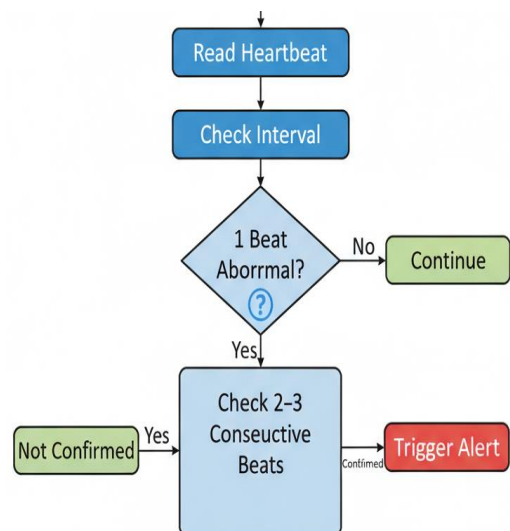 Read Heartbeat
Check Interval
1 Beat
Aborrmal?
?
No
Continue
Yes
Check 2–3
Conseuctive
Beats
Not Confirmed
Yes
Contfirmed
Trigger Alert